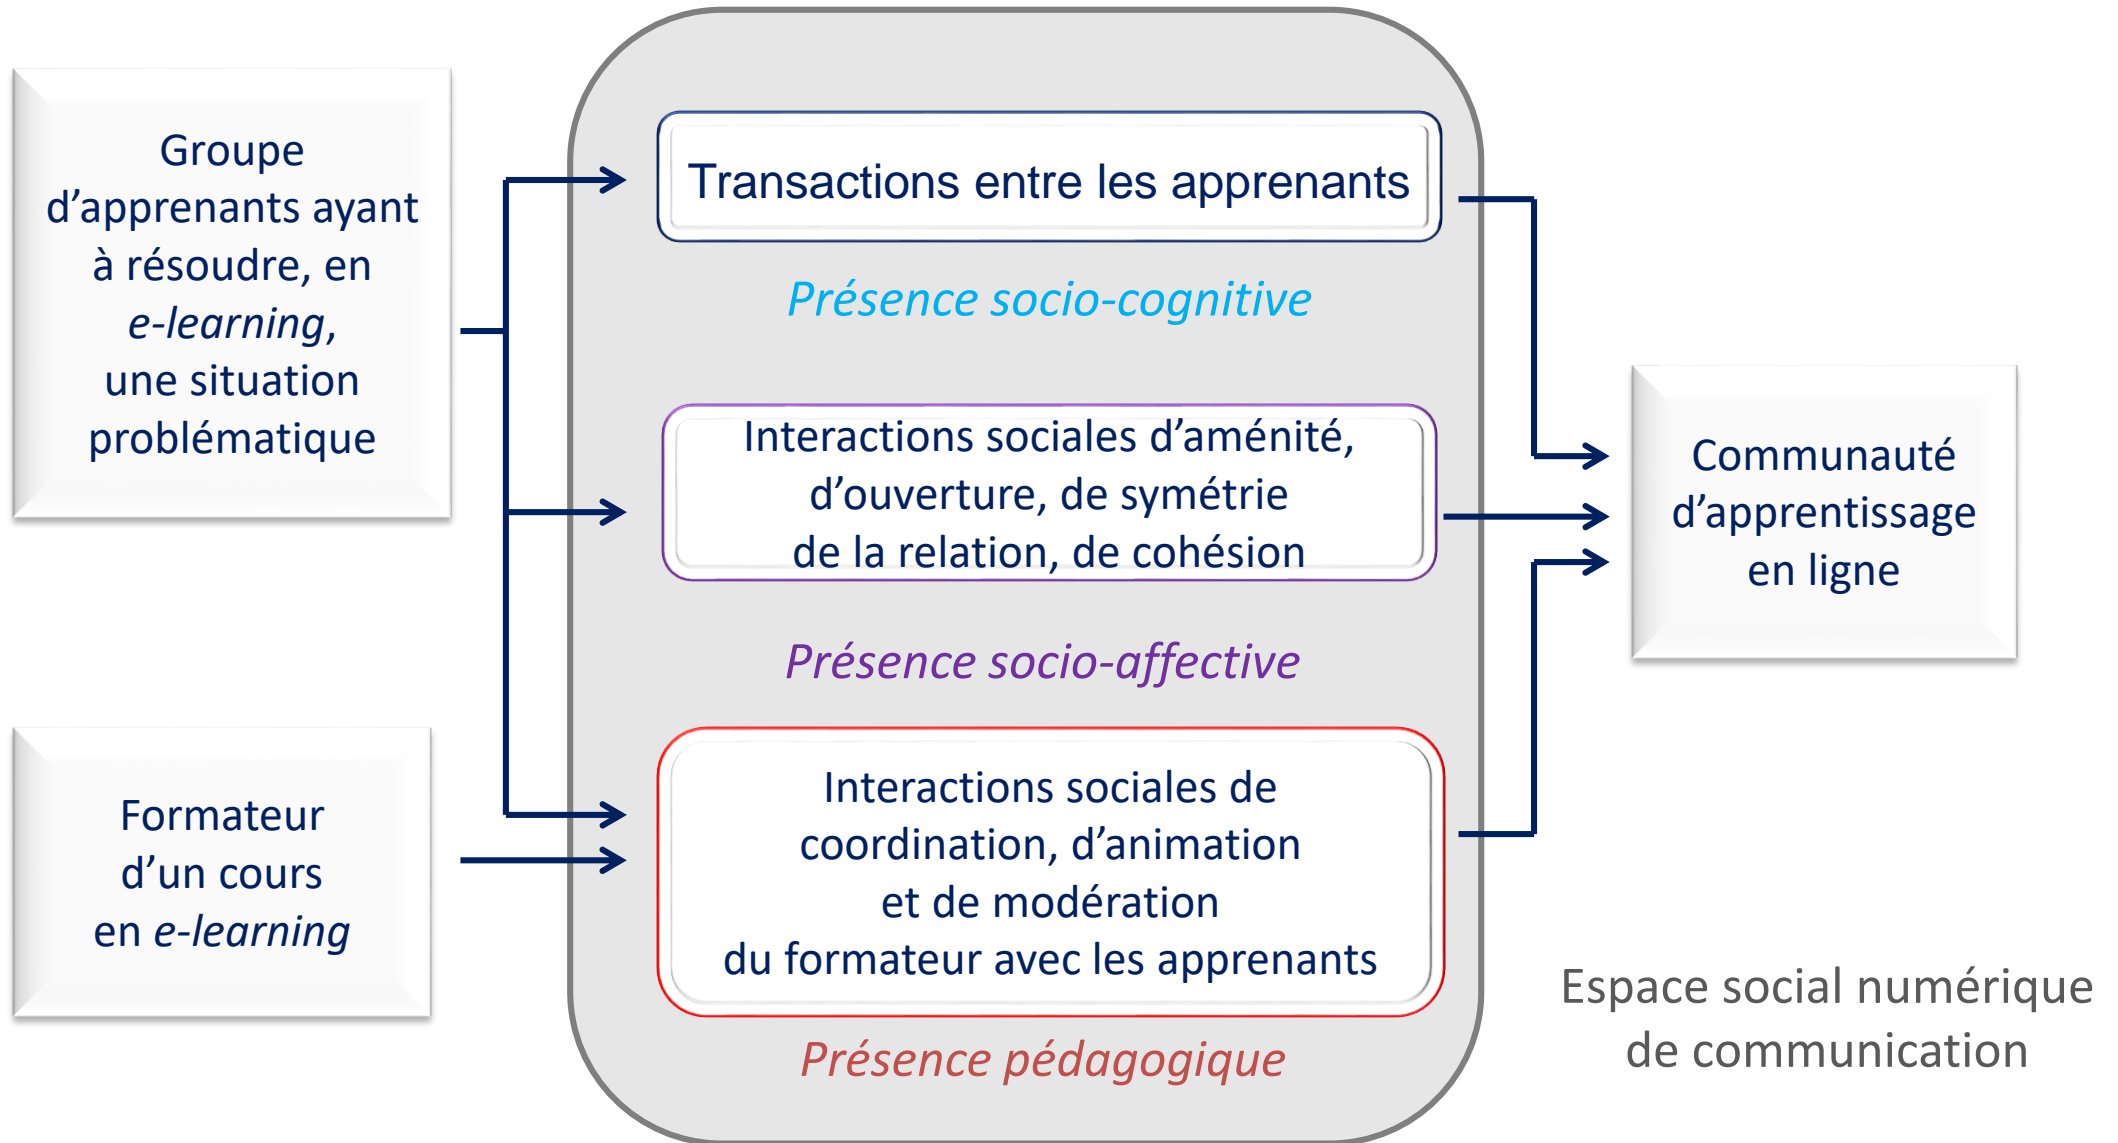 Groupe
d’apprenants ayant
à résoudre, en
e-learning,
une situation
problématique
Formateur
d’un cours
en e-learning
Transactions entre les apprenants
Présence socio-cognitive
Interactions sociales d’aménité,
d’ouverture, de symétrie
de la relation, de cohésion
Présence socio-affective
Interactions sociales de
coordination, d’animation
et de modération
du formateur avec les apprenants
Présence pédagogique
Communauté
d’apprentissage
en ligne
Espace social numérique
de communication